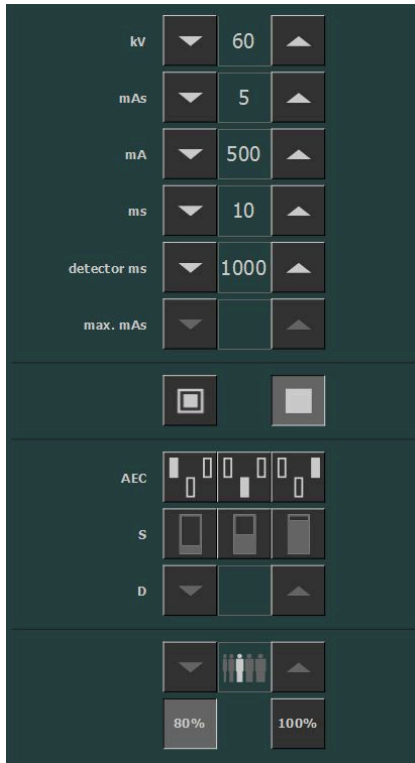 kV 60
mAs 5
mA 500
ms 10
detector ms 1000
max. mAs
AEC
S
D
80% 100%